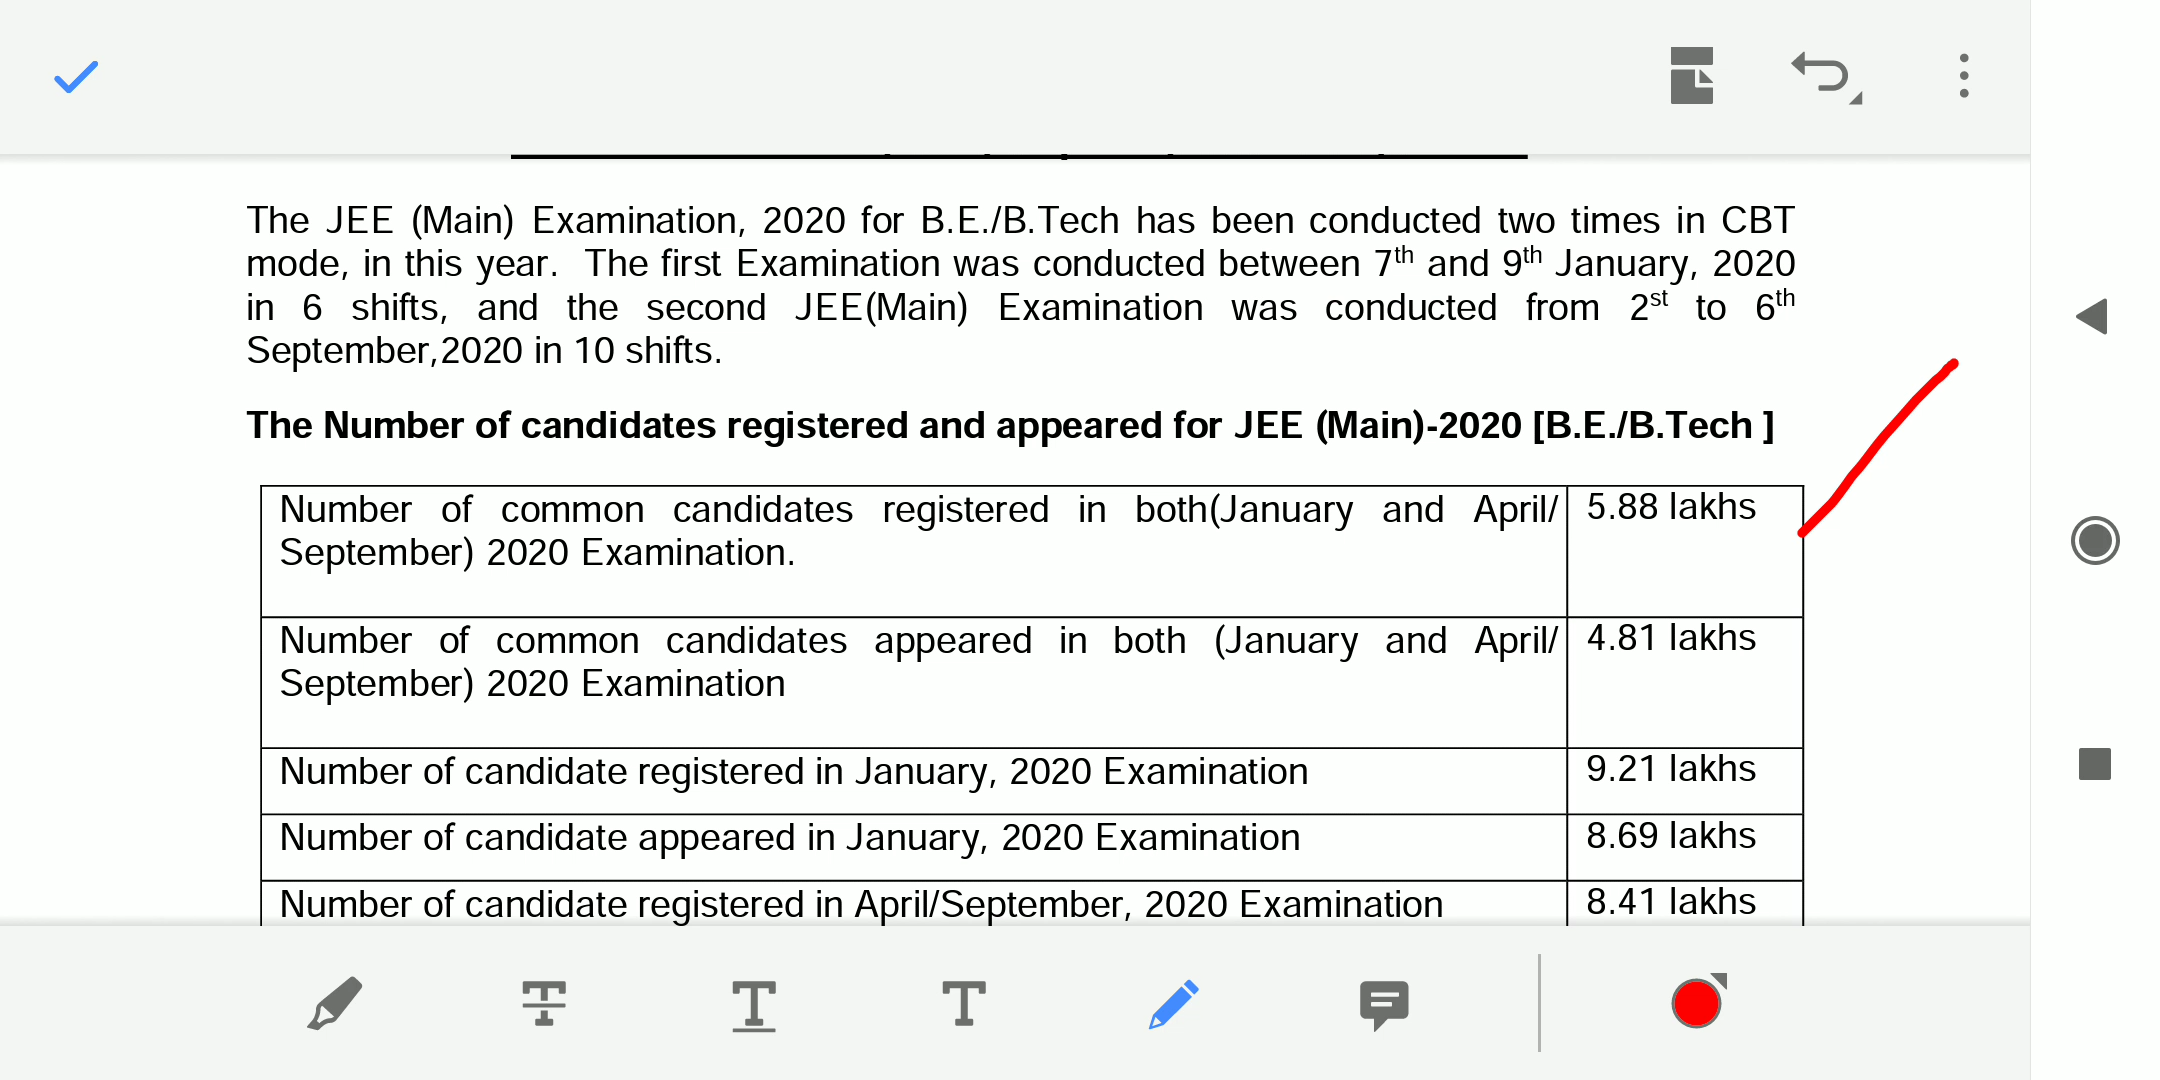 The JEE (Main) Examination, 2020 for B.E./B.Tech has been conducted two times in CBT
mode, in this year. The first Examination was conducted between 7th and 9th January, 2020
in 6 shifts, and the second JEE(Main) Examination was conducted from 2st to 6th
September,2020 in 10 shifts.
The Number of candidates registered and appeared for JEE (Main)-2020 [B.E./B.Tech ]
Number of common candidates registered in both(January and April/ 5.88 lakhs
September) 2020 Examination.
Number of common candidates appeared in both (January and April/ 4.81 lakhs
September) 2020 Examination
Number of candidate registered in January, 2020 Examination 9.21 lakhs
Number of candidate appeared in January, 2020 Examination 8.69 lakhs
Number of candidate registered in April/September, 2020 Examination 8.41 lakhs